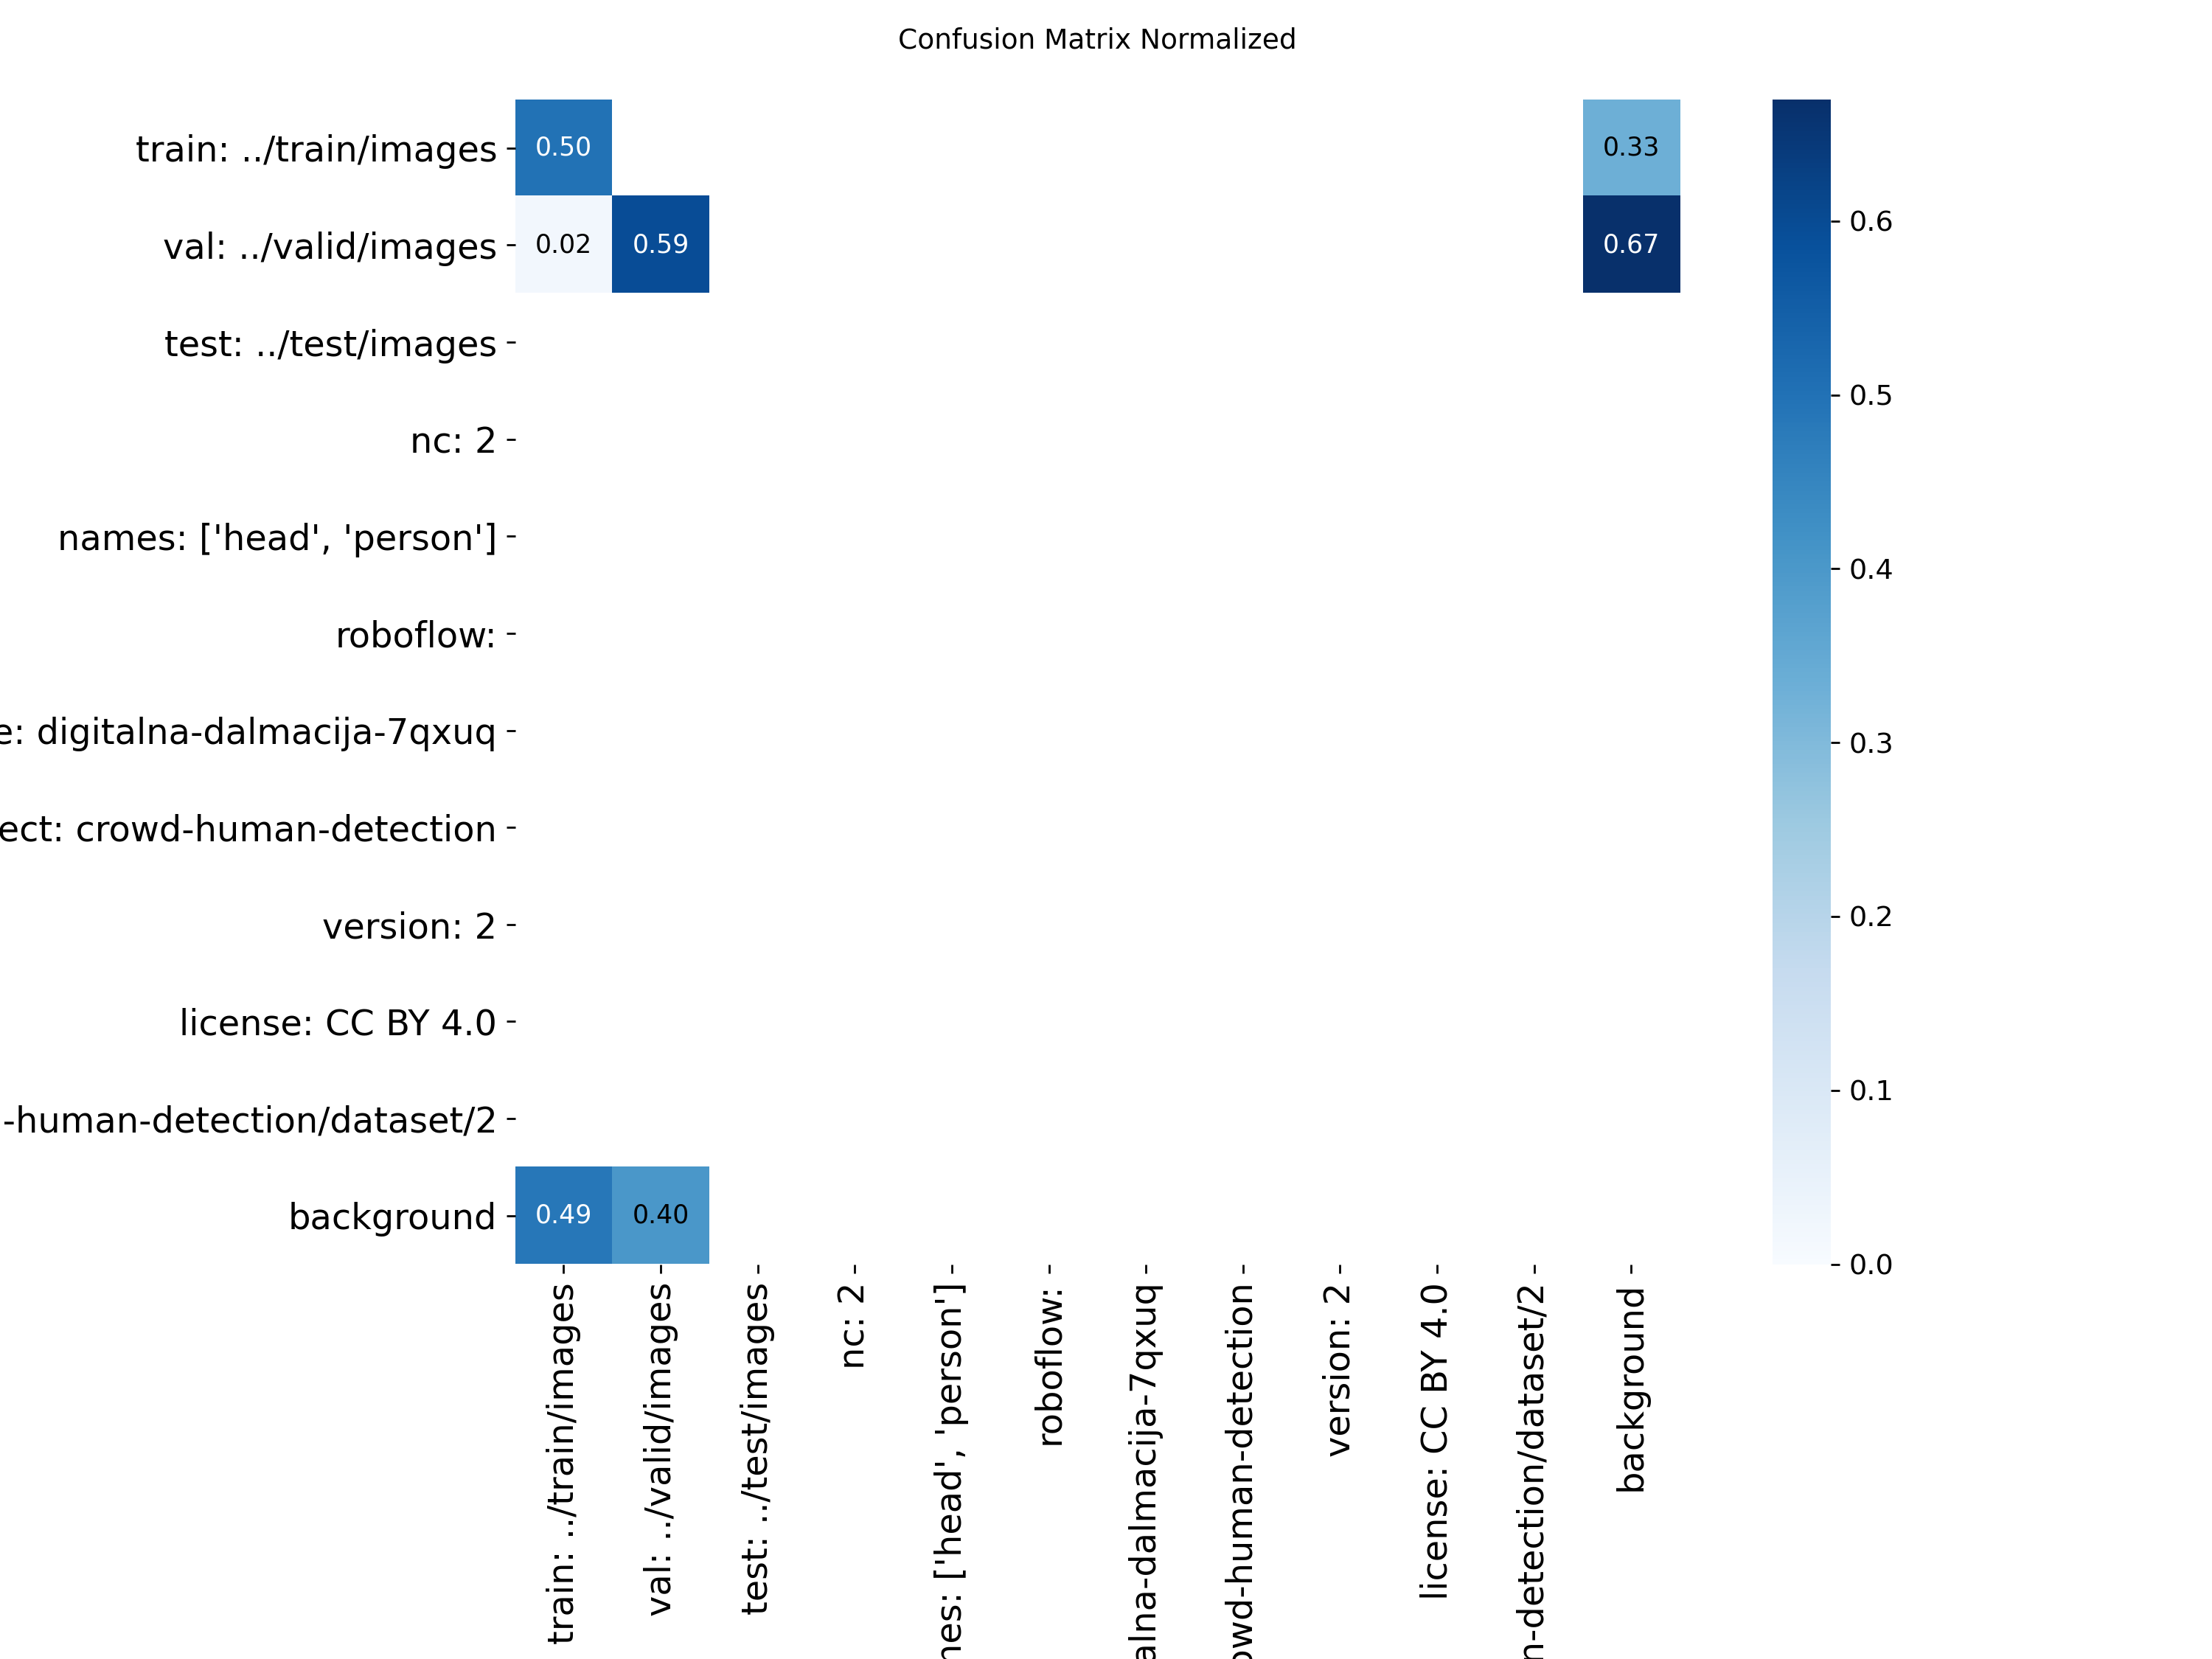 Confusion Matrix Normalized
train: ../train/images
0.50
0.33
val: ../valid/images
0.02
0.59
0.67
test: ../test/images
nc: 2
names: ['head', 'person']
roboflow:
e: digitalna-dalmacija-7qxuq
ect: crowd-human-detection
version: 2
license: CC BY 4.0
-human-detection/dataset/2
background
0.49
0.40
train: ../train/images
val: ../valid/images
test: ../test/images
nc: 2
nes: ['head', 'person']
roboflow:
alna-dalmacija-7qxuq
owd-human-detection
version: 2
license: CC BY 4.0
n-detection/dataset/2
background
0.6
0.5
0.4
0.3
0.2
0.1
0.0